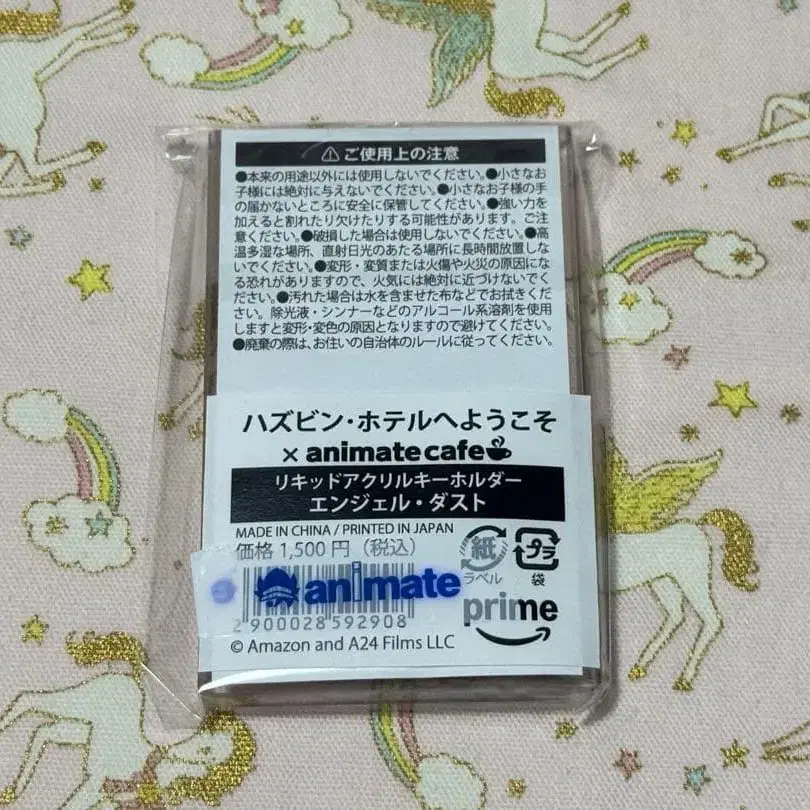 ⚠ ご使用上の注意
●本来の用途以外には使用しないでください。●小さなお
子様には絶対に与えないでください。●小さなお子様の手
の届かないところに安全に保管してください。●強い力を
加えると割れたり欠けたりする可能性があります。ご注
意ください。●破損した場合は使用しないでください。●高
温多湿な場所、直射日光のあたる場所に長時間放置しな
いでください。●変形・変質または火傷や火災の原因にな
る恐れがありますので、火気には絶対に近づけないでくだ
さい。●汚れた場合は水を含ませた布などでお拭きくだ
さい。除光液・シンナーなどのアルコール系溶剤を使用
しますと変形・変色の原因となりますので避けてください。
●廃棄の際は、お住いの自治体のルールに従ってください。
ハズビン・ホテルへようこそ
× animate cafe
リキッドアクリルキーホルダー
エンジェル・ダスト
MADE IN CHINA / PRINTED IN JAPAN
価格 1,500 円（税込）
紙
ラベル
プラ
袋
animate
2900028592908
prime
© Amazon and A24 Films LLC